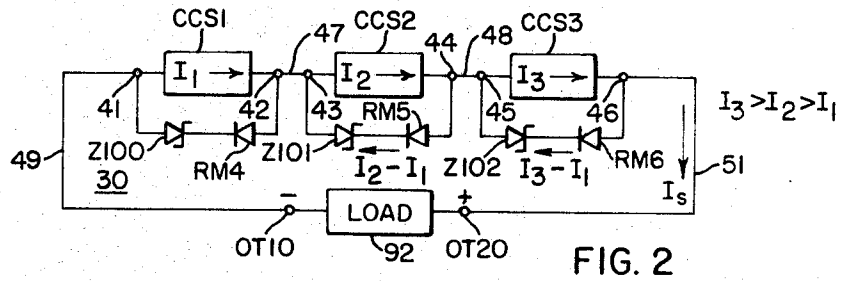 CCS1
CCS2
CCS3
47
44
48
I1 →
I2 →
I3 →
41
42
43
45
46
I3 > I2 > I1
RM5
49
Z100
RM4
Z101
I2 – I1
Z102
I3 – I1
RM6
51
30
Is
–
LOAD
+
OT10
92
OT20
FIG. 2